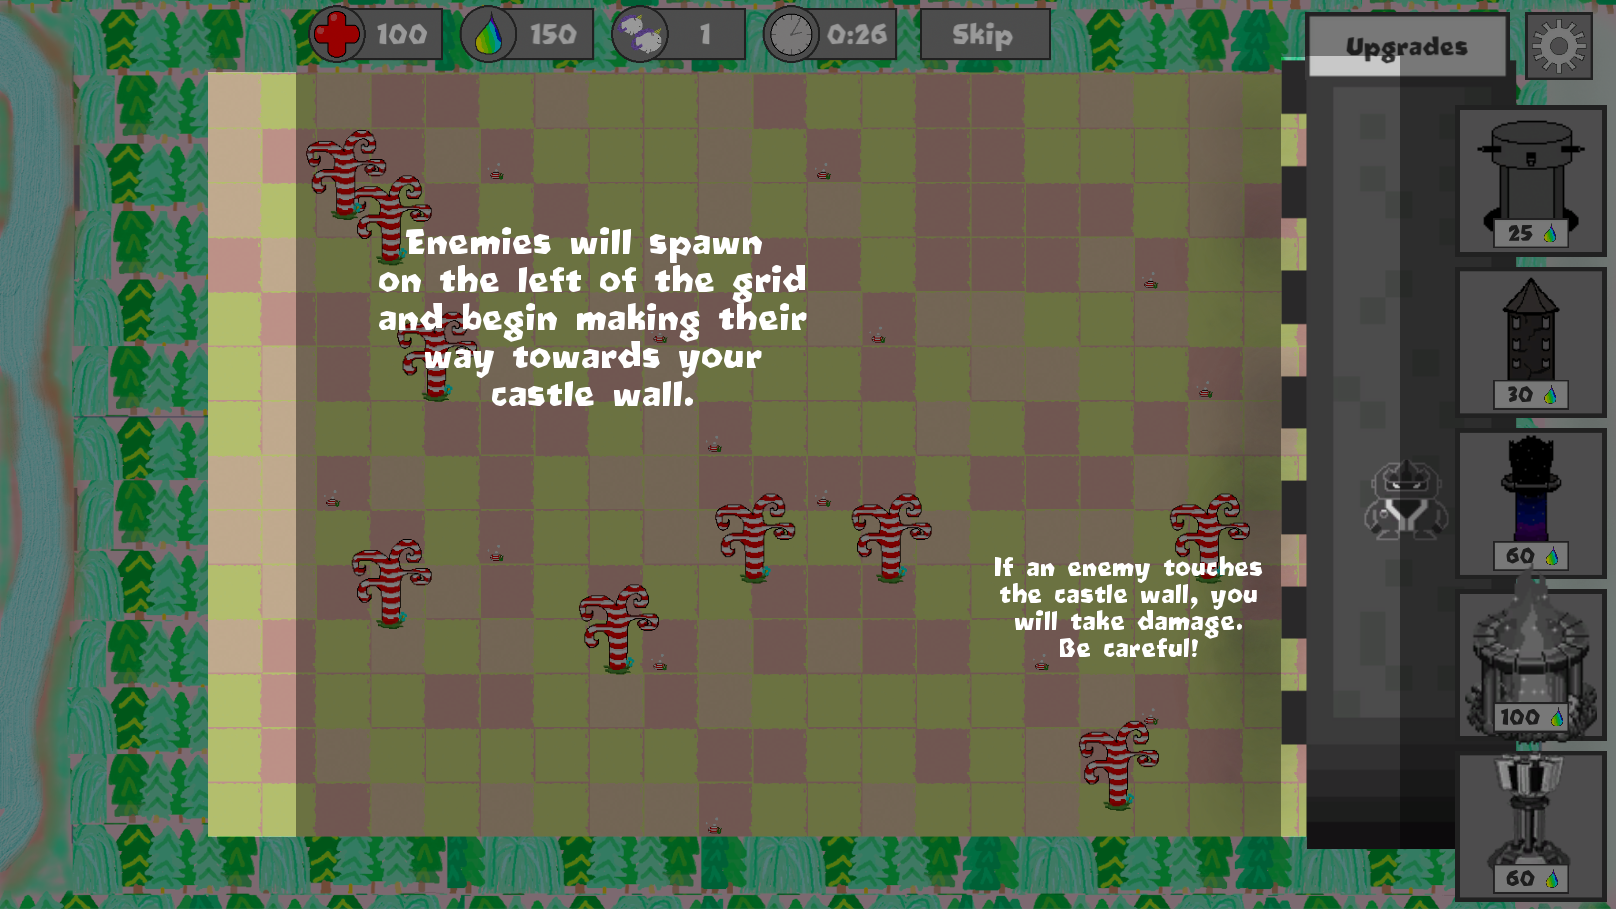 100
150
1
0:26
Skip
Upgrades
25
Enemies will spawn
on the left of the grid
and begin making their
way towards your
castle wall.
30
60
If an enemy touches
the castle wall, you
will take damage.
Be careful!
100
60